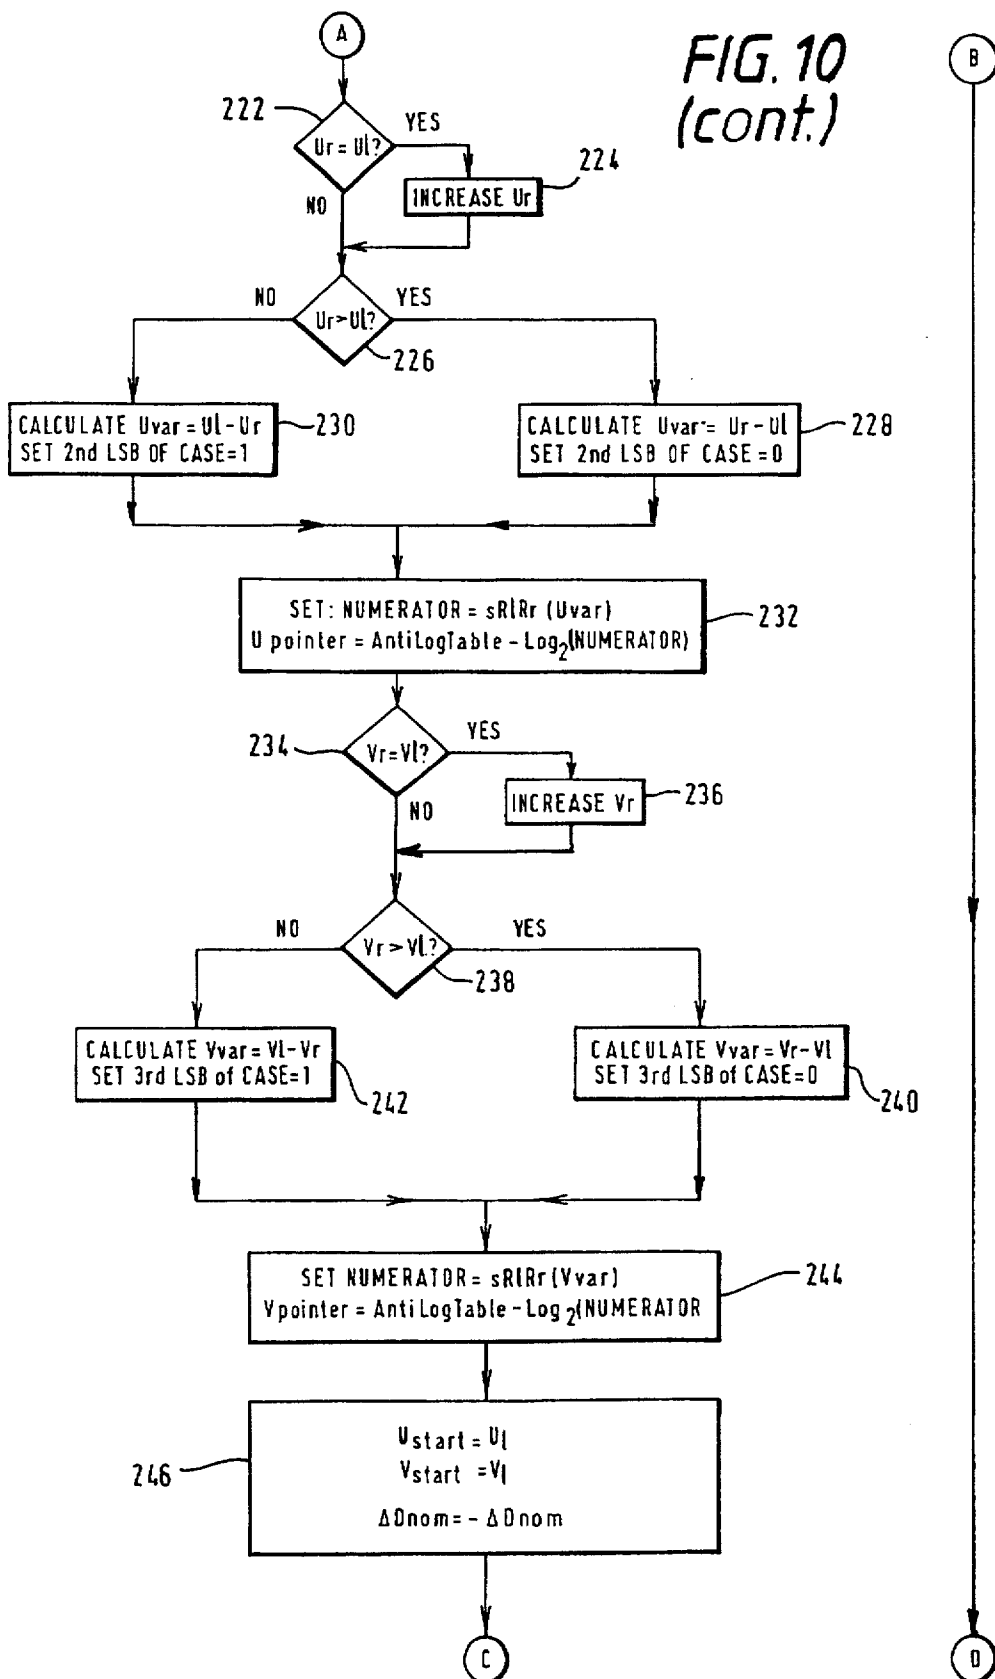 A
FIG. 10
(cont.)
B
222
Ur = Ul?
YES
NO
224
INCREASE Ur
NO
YES
Ur > Ul?
226
CALCULATE Uvar = Ul - Ur
SET 2nd LSB OF CASE = 1
230
CALCULATE Uvar = Ur - Ul
SET 2nd LSB OF CASE = 0
228
SET: NUMERATOR = sRlRr (Uvar)
U pointer = AntiLogTable - Log2(NUMERATOR)
232
234
Vr = Vl?
YES
NO
INCREASE Vr
236
NO
YES
Vr > Vl?
238
CALCULATE Vvar = Vl - Vr
SET 3rd LSB of CASE = 1
242
CALCULATE Vvar = Vr - Vl
SET 3rd LSB of CASE = 0
240
SET NUMERATOR = sRlRr (Vvar)
Vpointer = AntiLogTable - Log2(NUMERATOR
244
Ustart = Ul
Vstart = Vl
ΔDnom = - ΔDnom
246
C
D